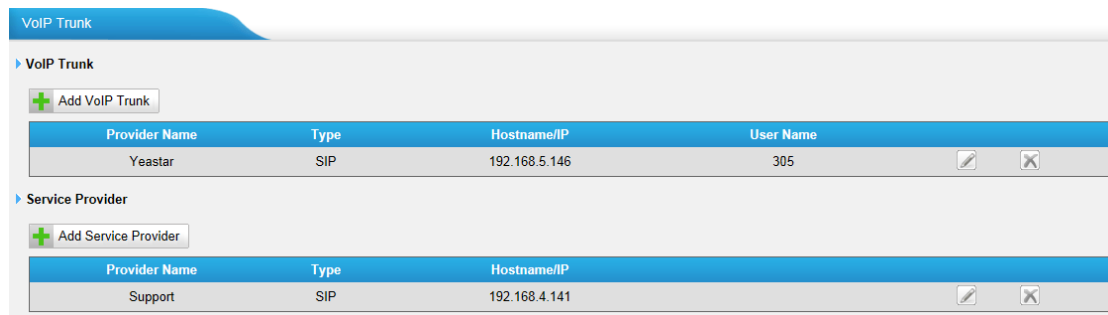 VoIP Trunk
VoIP Trunk
Add VoIP Trunk
Provider Name Type Hostname/IP User Name
Yeastar SIP 192.168.5.146 305
Service Provider
Add Service Provider
Provider Name Type Hostname/IP
Support SIP 192.168.4.141